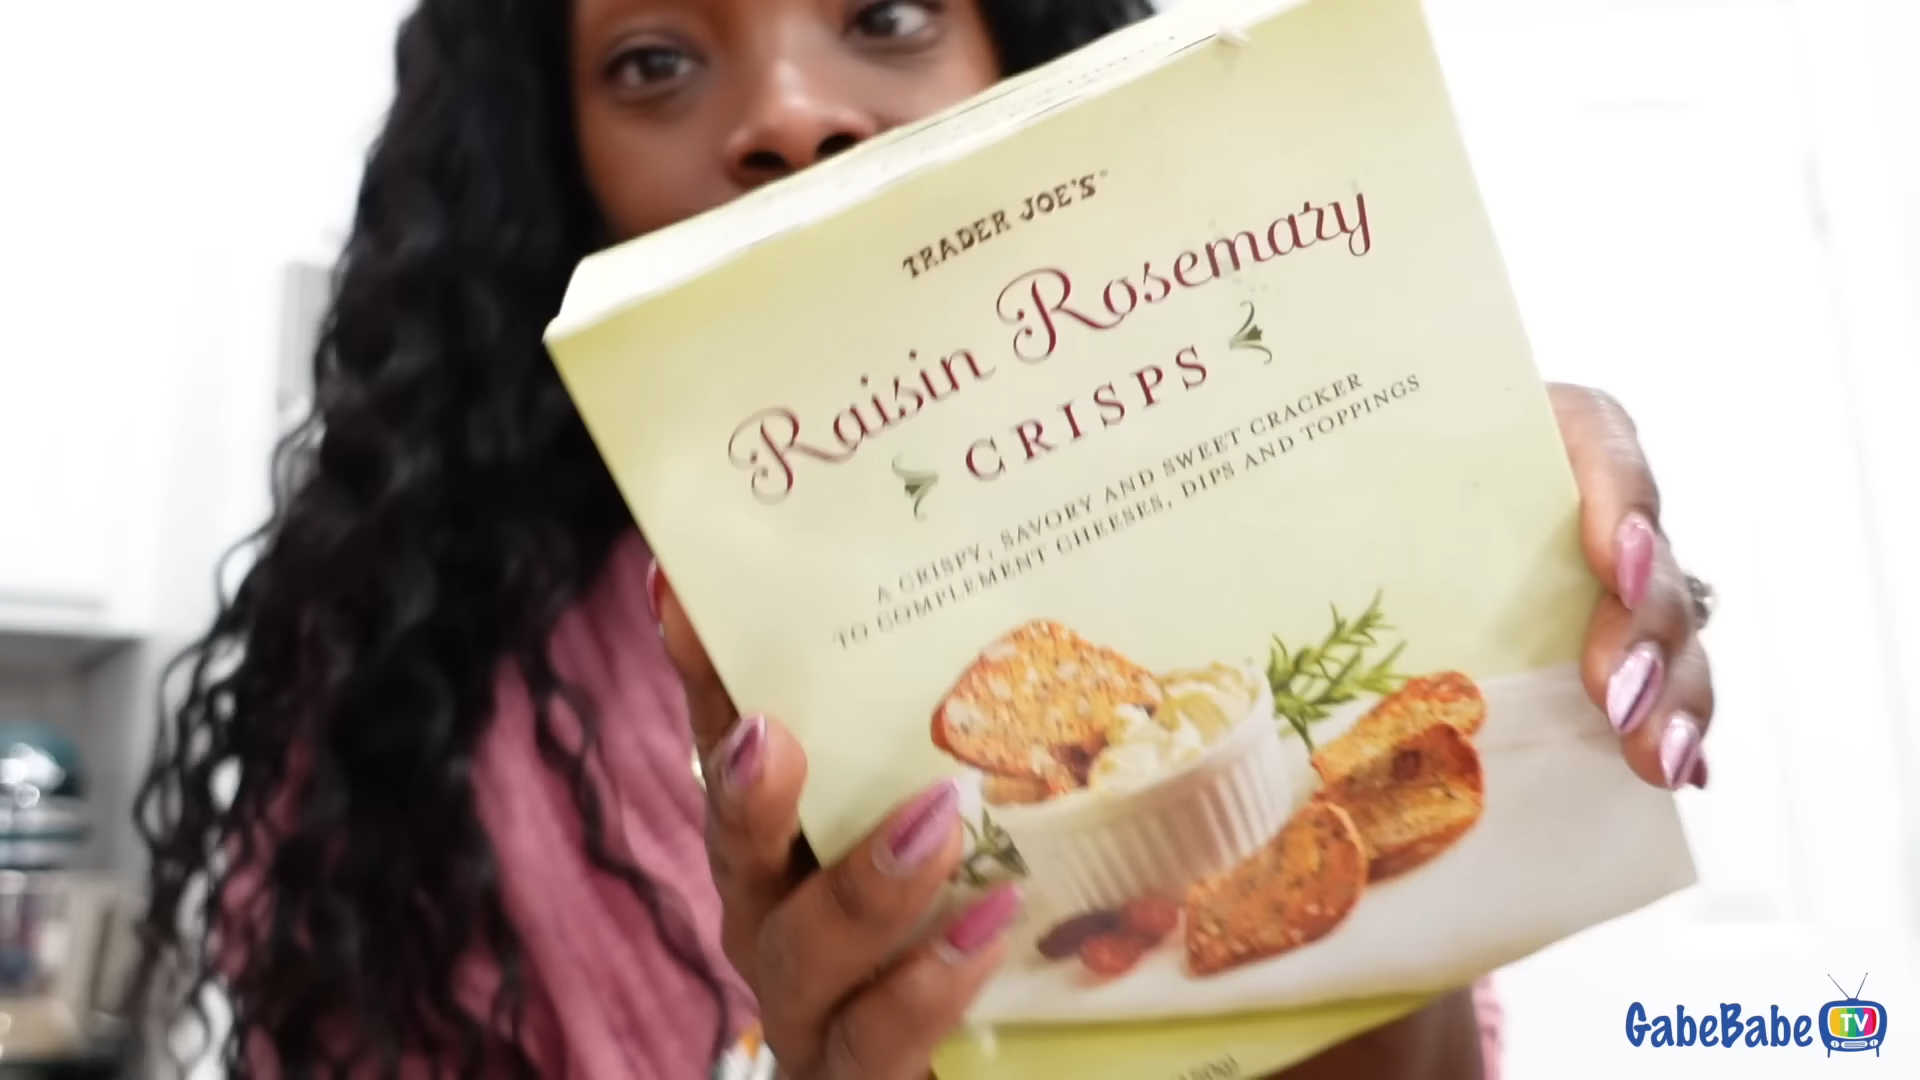 TRADER JOE'S
Raisin Rosemary
CRISPS
A CRISPY, SAVORY AND SWEET CRACKER
TO COMPLEMENT CHEESES, DIPS AND TOPPINGS
GabeBabe TV